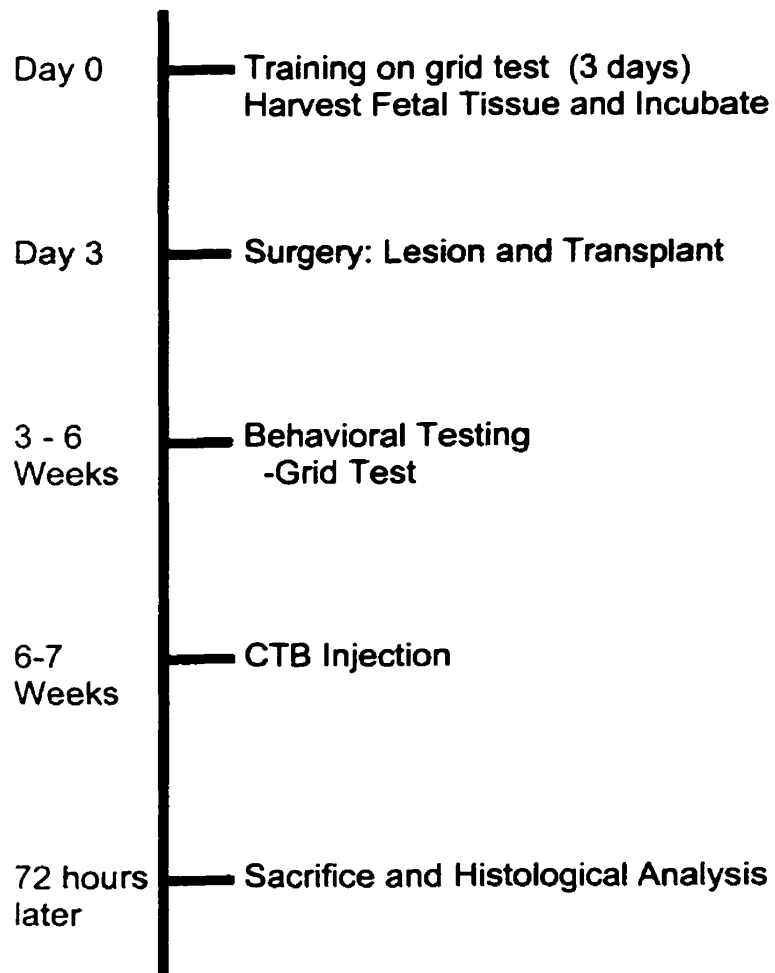 Day 0
Training on grid test (3 days)
Harvest Fetal Tissue and Incubate
Day 3
Surgery: Lesion and Transplant
3 - 6
Weeks
Behavioral Testing
-Grid Test
6-7
Weeks
CTB Injection
72 hours
later
Sacrifice and Histological Analysis